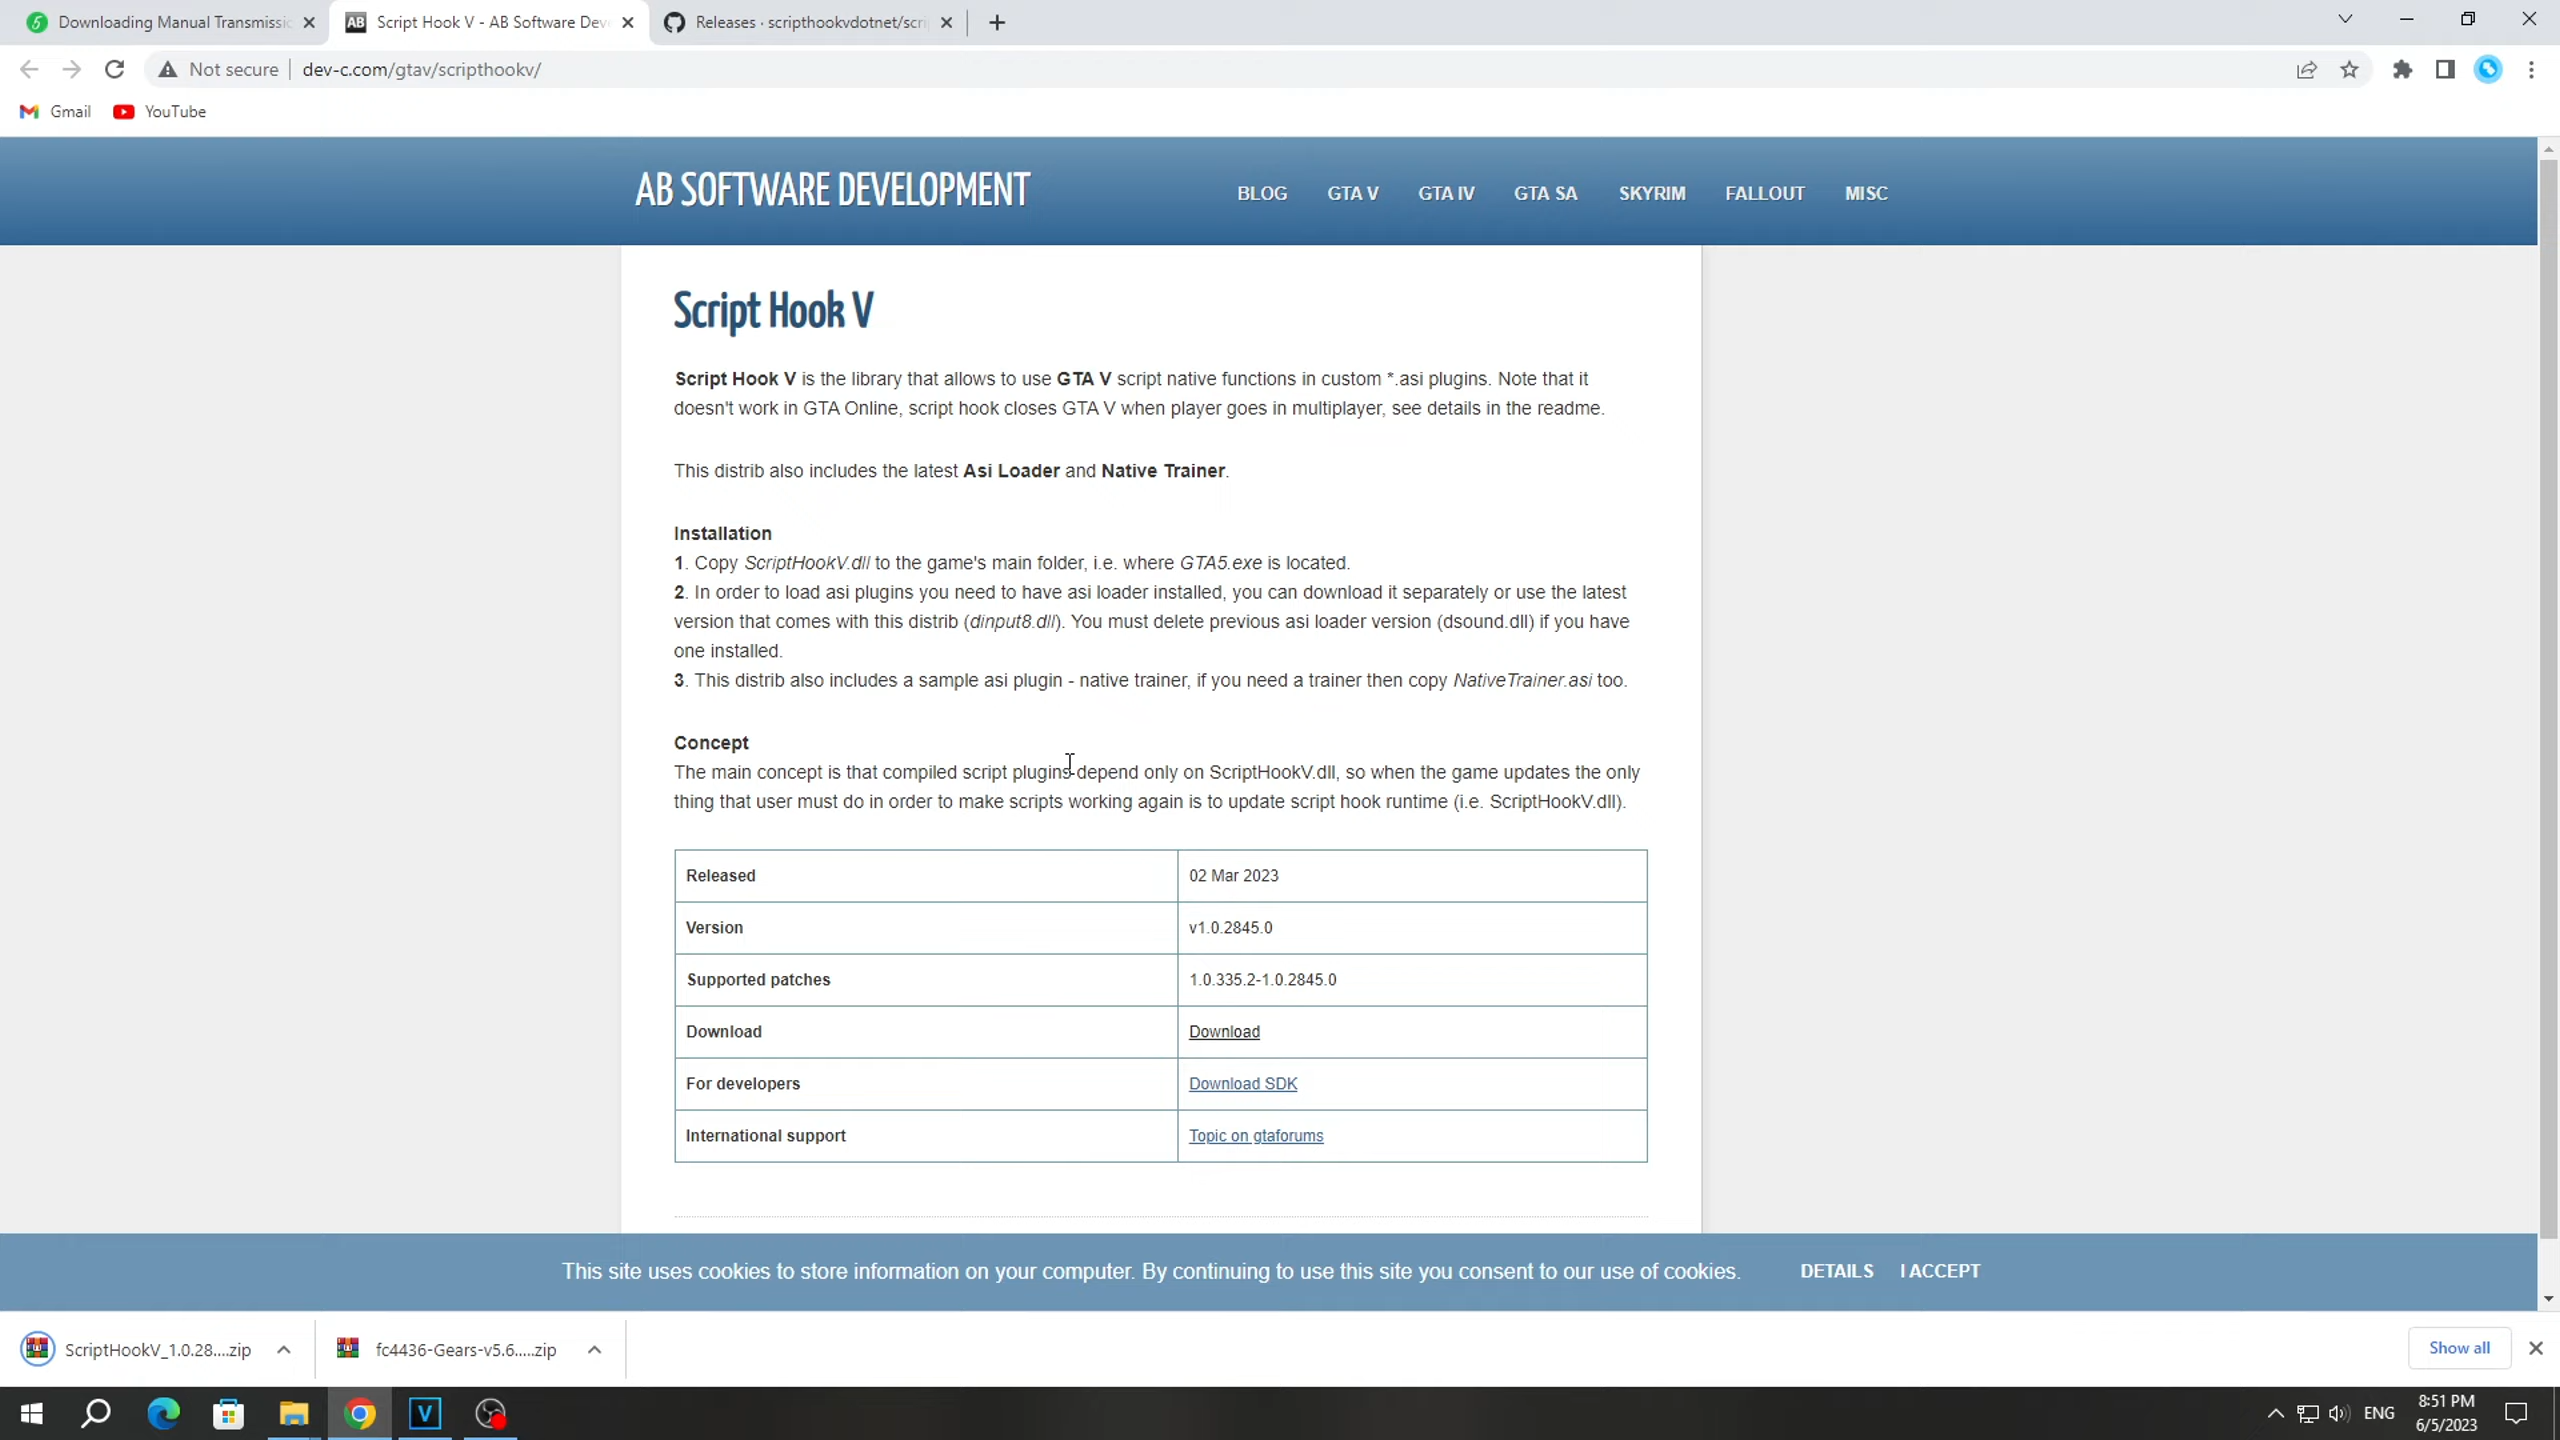 Downloading Manual Transmissic
Script Hook V - AB Software Deve
Releases · scripthookvdotnet/scri
Not secure
dev-c.com/gtav/scripthookv/
Gmail
YouTube
AB SOFTWARE DEVELOPMENT
BLOG
GTA V
GTA IV
GTA SA
SKYRIM
FALLOUT
MISC
Script Hook V
Script Hook V is the library that allows to use GTA V script native functions in custom *.asi plugins. Note that it
doesn't work in GTA Online, script hook closes GTA V when player goes in multiplayer, see details in the readme.
This distrib also includes the latest Asi Loader and Native Trainer.
Installation
1. Copy ScriptHookV.dll to the game's main folder, i.e. where GTA5.exe is located.
2. In order to load asi plugins you need to have asi loader installed, you can download it separately or use the latest
version that comes with this distrib (dinput8.dll). You must delete previous asi loader version (dsound.dll) if you have
one installed.
3. This distrib also includes a sample asi plugin - native trainer, if you need a trainer then copy NativeTrainer.asi too.
Concept
The main concept is that compiled script plugins depend only on ScriptHookV.dll, so when the game updates the only
thing that user must do in order to make scripts working again is to update script hook runtime (i.e. ScriptHookV.dll).
Released
02 Mar 2023
Version
v1.0.2845.0
Supported patches
1.0.335.2-1.0.2845.0
Download
Download
For developers
Download SDK
International support
Topic on gtaforums
This site uses cookies to store information on your computer. By continuing to use this site you consent to our use of cookies.
DETAILS
I ACCEPT
ScriptHookV_1.0.28....zip
fc4436-Gears-v5.6.....zip
Show all
ENG
8:51 PM
6/5/2023